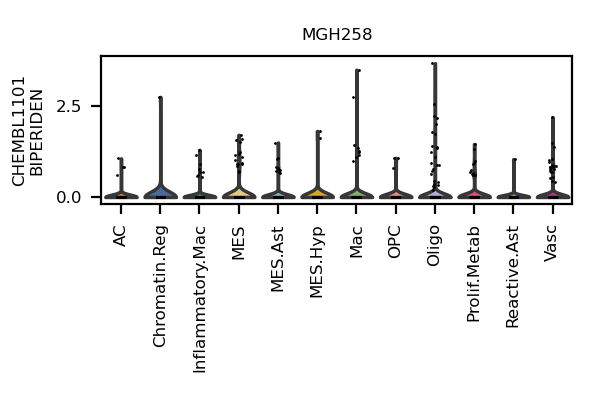 MGH258
CHEMBL1101
BIPERIDEN
2.5
0.0
AC
Chromatin.Reg
Inflammatory.Mac
MES
MES.Ast
MES.Hyp
Mac
OPC
Oligo
Prolif.Metab
Reactive.Ast
Vasc